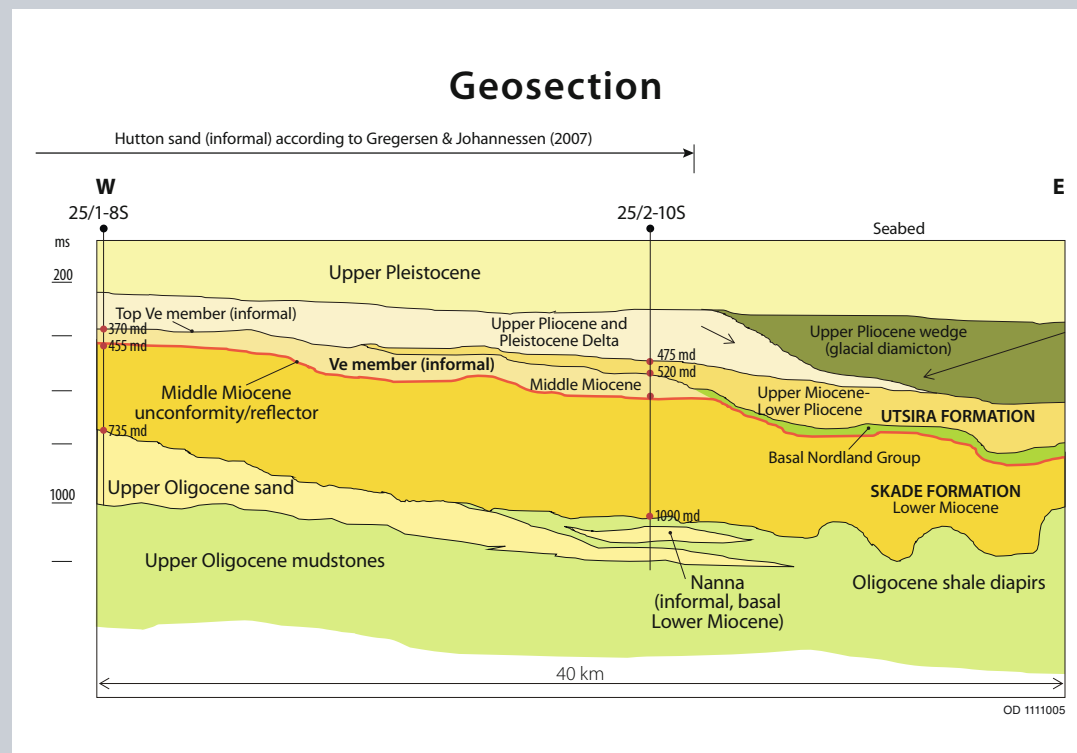 Geosection
Hutton sand (informal) according to Gregersen & Johannessen (2007)
W
E
25/1-8S
25/2-10S
Seabed
ms
200
Upper Pleistocene
Top Ve member (informal)
370 md
455 md
Upper Pliocene and
Pleistocene Delta
Upper Pliocene wedge
(glacial diamicton)
475 md
520 md
Ve member (informal)
Middle Miocene
Middle Miocene
unconformity/reflector
Upper Miocene-
Lower Pliocene
UTSIRA FORMATION
735 md
Basal Nordland Group
Upper Oligocene sand
1000
SKADE FORMATION
Lower Miocene
1090 md
Upper Oligocene mudstones
Nanna
(informal, basal
Lower Miocene)
Oligocene shale diapirs
40 km
OD 1111005